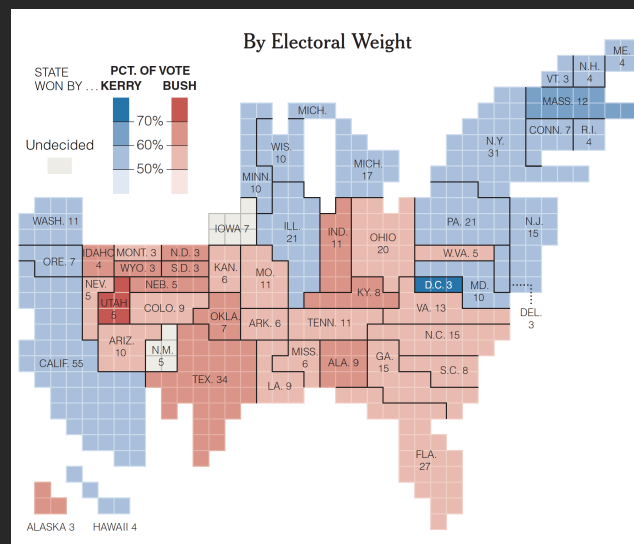 By Electoral Weight
STATE
WON BY . . .
PCT. OF VOTE
KERRY
BUSH
70%
60%
50%
Undecided
ME.
4
N.H.
4
VT. 3
MASS. 12
CONN. 7
R.I.
4
N.Y.
31
MICH.
WIS.
10
MICH.
17
MINN.
10
WASH. 11
IOWA 7
ILL.
21
IND.
11
OHIO
20
PA. 21
N.J.
15
ORE. 7
IDAHO
4
MONT. 3
N.D. 3
WYO. 3
S.D. 3
KAN.
6
MO.
11
W.VA. 5
NEV.
5
UTAH
5
NEB. 5
KY. 8
D.C. 3
MD.
10
DEL.
3
COLO. 9
OKLA.
7
ARK. 6
TENN. 11
VA. 13
N.C. 15
ARIZ.
10
N.M.
5
MISS.
6
ALA. 9
GA.
15
S.C. 8
CALIF. 55
TEX. 34
LA. 9
FLA.
27
ALASKA 3
HAWAII 4